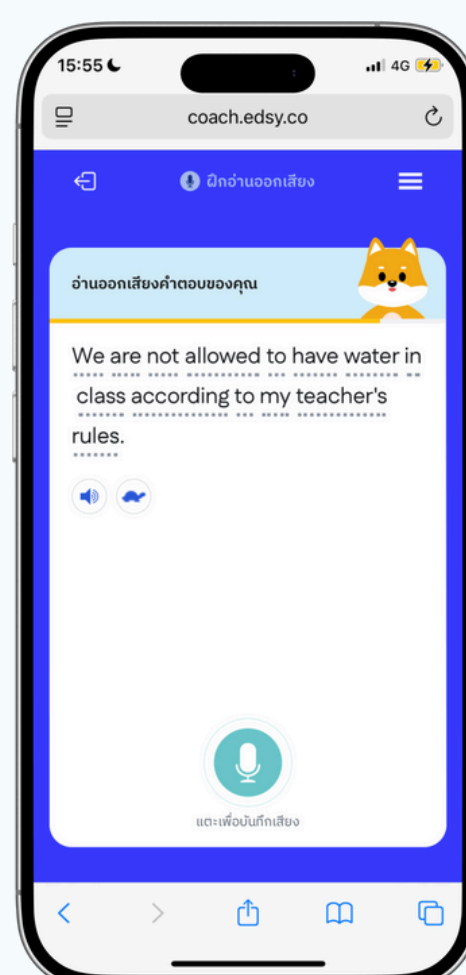 15:55
4G
coach.edsy.co
ฝึกอ่านออกเสียง
อ่านออกเสียงคำตอบของคุณ
We are not allowed to have water in
class according to my teacher's
rules.
แตะเพื่อบันทึกเสียง